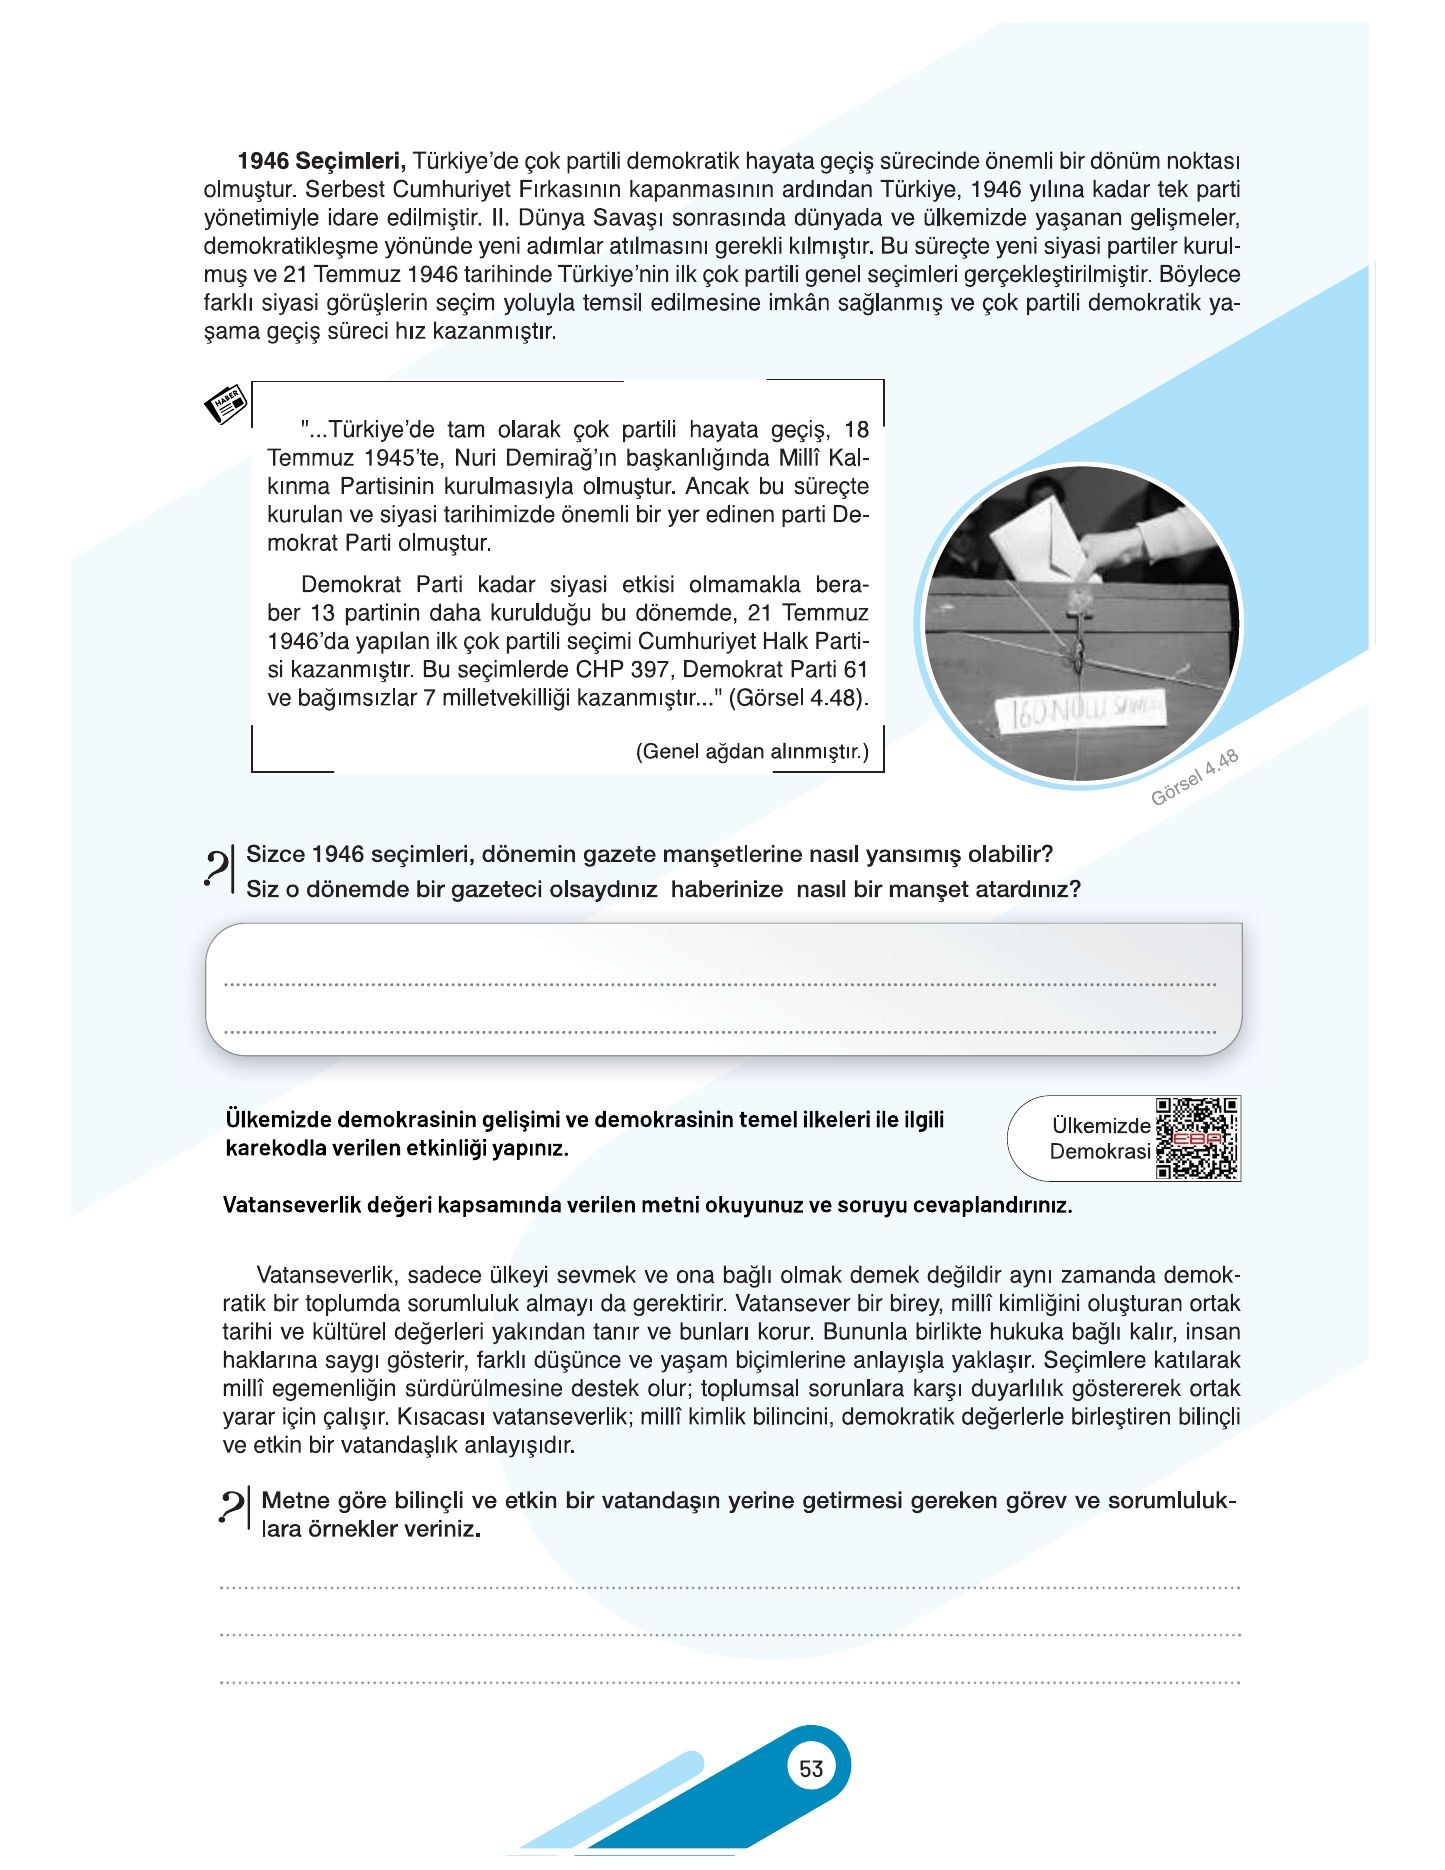 1946 Seçimleri, Türkiye'de çok partili demokratik hayata geçiş sürecinde önemli bir dönüm noktası
olmuştur. Serbest Cumhuriyet Fırkasının kapanmasının ardından Türkiye, 1946 yılına kadar tek parti
yönetimiyle idare edilmiştir. II. Dünya Savaşı sonrasında dünyada ve ülkemizde yaşanan gelişmeler,
demokratikleşme yönünde yeni adımlar atılmasını gerekli kılmıştır. Bu süreçte yeni siyasi partiler kurul-
muş ve 21 Temmuz 1946 tarihinde Türkiye'nin ilk çok partili genel seçimleri gerçekleştirilmiştir. Böylece
farklı siyasi görüşlerin seçim yoluyla temsil edilmesine imkân sağlanmış ve çok partili demokratik ya-
şama geçiş süreci hız kazanmıştır.
HABER
"...Türkiye'de tam olarak çok partili hayata geçiş, 18
Temmuz 1945'te, Nuri Demirağ'ın başkanlığında Millî Kal-
kınma Partisinin kurulmasıyla olmuştur. Ancak bu süreçte
kurulan ve siyasi tarihimizde önemli bir yer edinen parti De-
mokrat Parti olmuştur.
Demokrat Parti kadar siyasi etkisi olmamakla bera-
ber 13 partinin daha kurulduğu bu dönemde, 21 Temmuz
1946'da yapılan ilk çok partili seçimi Cumhuriyet Halk Parti-
si kazanmıştır. Bu seçimlerde CHP 397, Demokrat Parti 61
ve bağımsızlar 7 milletvekilliği kazanmıştır..." (Görsel 4.48).
(Genel ağdan alınmıştır.)
160 NOLU
Görsel 4.48
? Sizce 1946 seçimleri, dönemin gazete manşetlerine nasıl yansımış olabilir?
Siz o dönemde bir gazeteci olsaydınız haberinize nasıl bir manşet atardınız?
Ülkemizde demokrasinin gelişimi ve demokrasinin temel ilkeleri ile ilgili
karekodla verilen etkinliği yapınız.
Ülkemizde
Demokrasi
EBA
Vatanseverlik değeri kapsamında verilen metni okuyunuz ve soruyu cevaplandırınız.
Vatanseverlik, sadece ülkeyi sevmek ve ona bağlı olmak demek değildir aynı zamanda demok-
ratik bir toplumda sorumluluk almayı da gerektirir. Vatansever bir birey, millî kimliğini oluşturan ortak
tarihi ve kültürel değerleri yakından tanır ve bunları korur. Bununla birlikte hukuka bağlı kalır, insan
haklarına saygı gösterir, farklı düşünce ve yaşam biçimlerine anlayışla yaklaşır. Seçimlere katılarak
millî egemenliğin sürdürülmesine destek olur; toplumsal sorunlara karşı duyarlılık göstererek ortak
yarar için çalışır. Kısacası vatanseverlik; millî kimlik bilincini, demokratik değerlerle birleştiren bilinçli
ve etkin bir vatandaşlık anlayışıdır.
? Metne göre bilinçli ve etkin bir vatandaşın yerine getirmesi gereken görev ve sorumluluk-
lara örnekler veriniz.
53